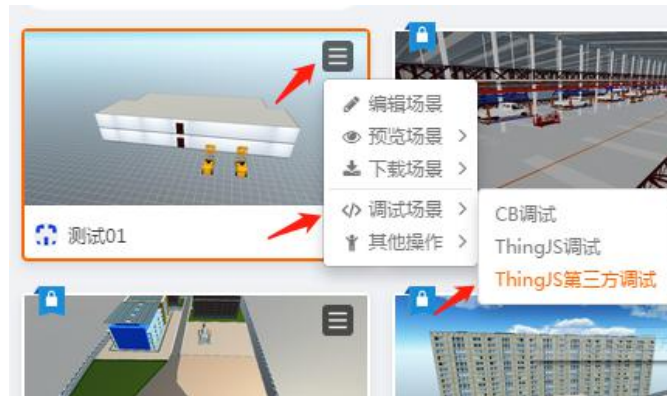 编辑场景
预览场景
下载场景
调试场景
其他操作
CB调试
ThingJS调试
ThingJS第三方调试
测试01